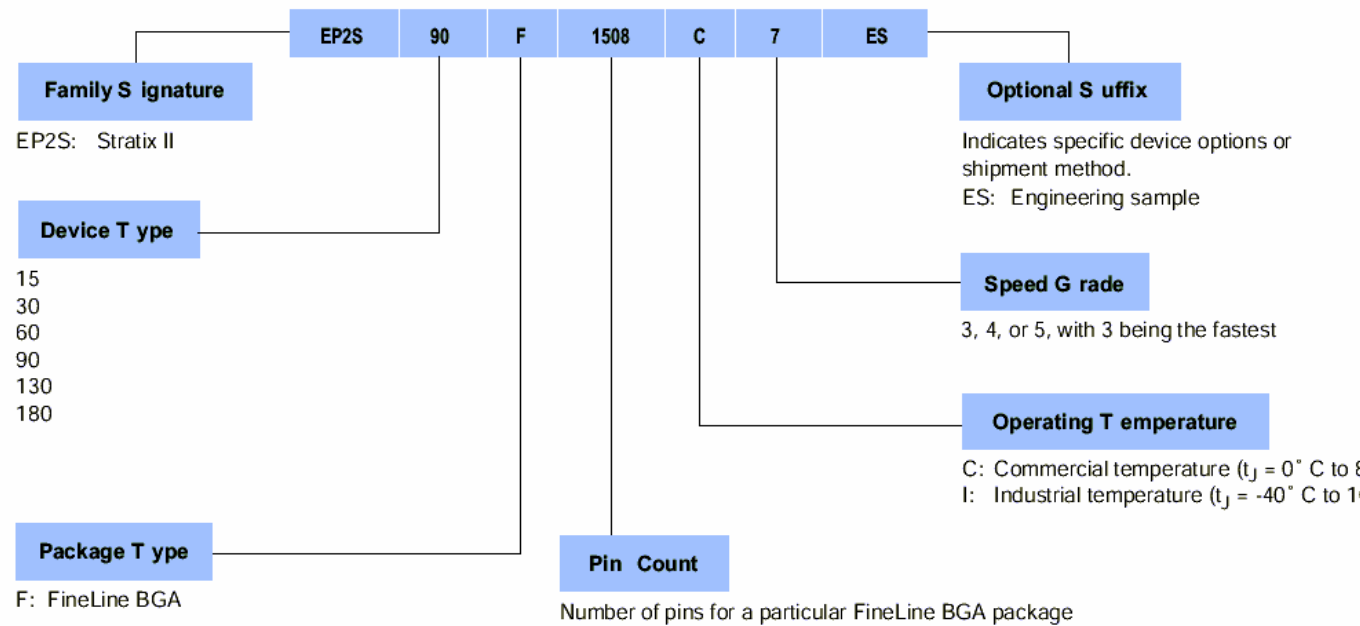 EP2S 90 F 1508 C 7 ES
Family S ignature
EP2S: Stratix II
Device T ype
15
30
60
90
130
180
Package T ype
F: FineLine BGA
Pin Count
Number of pins for a particular FineLine BGA package
Optional S uffix
Indicates specific device options or
shipment method.
ES: Engineering sample
Speed G rade
3, 4, or 5, with 3 being the fastest
Operating T emperature
C: Commercial temperature (tJ = 0° C to
I: Industrial temperature (tJ = -40° C to